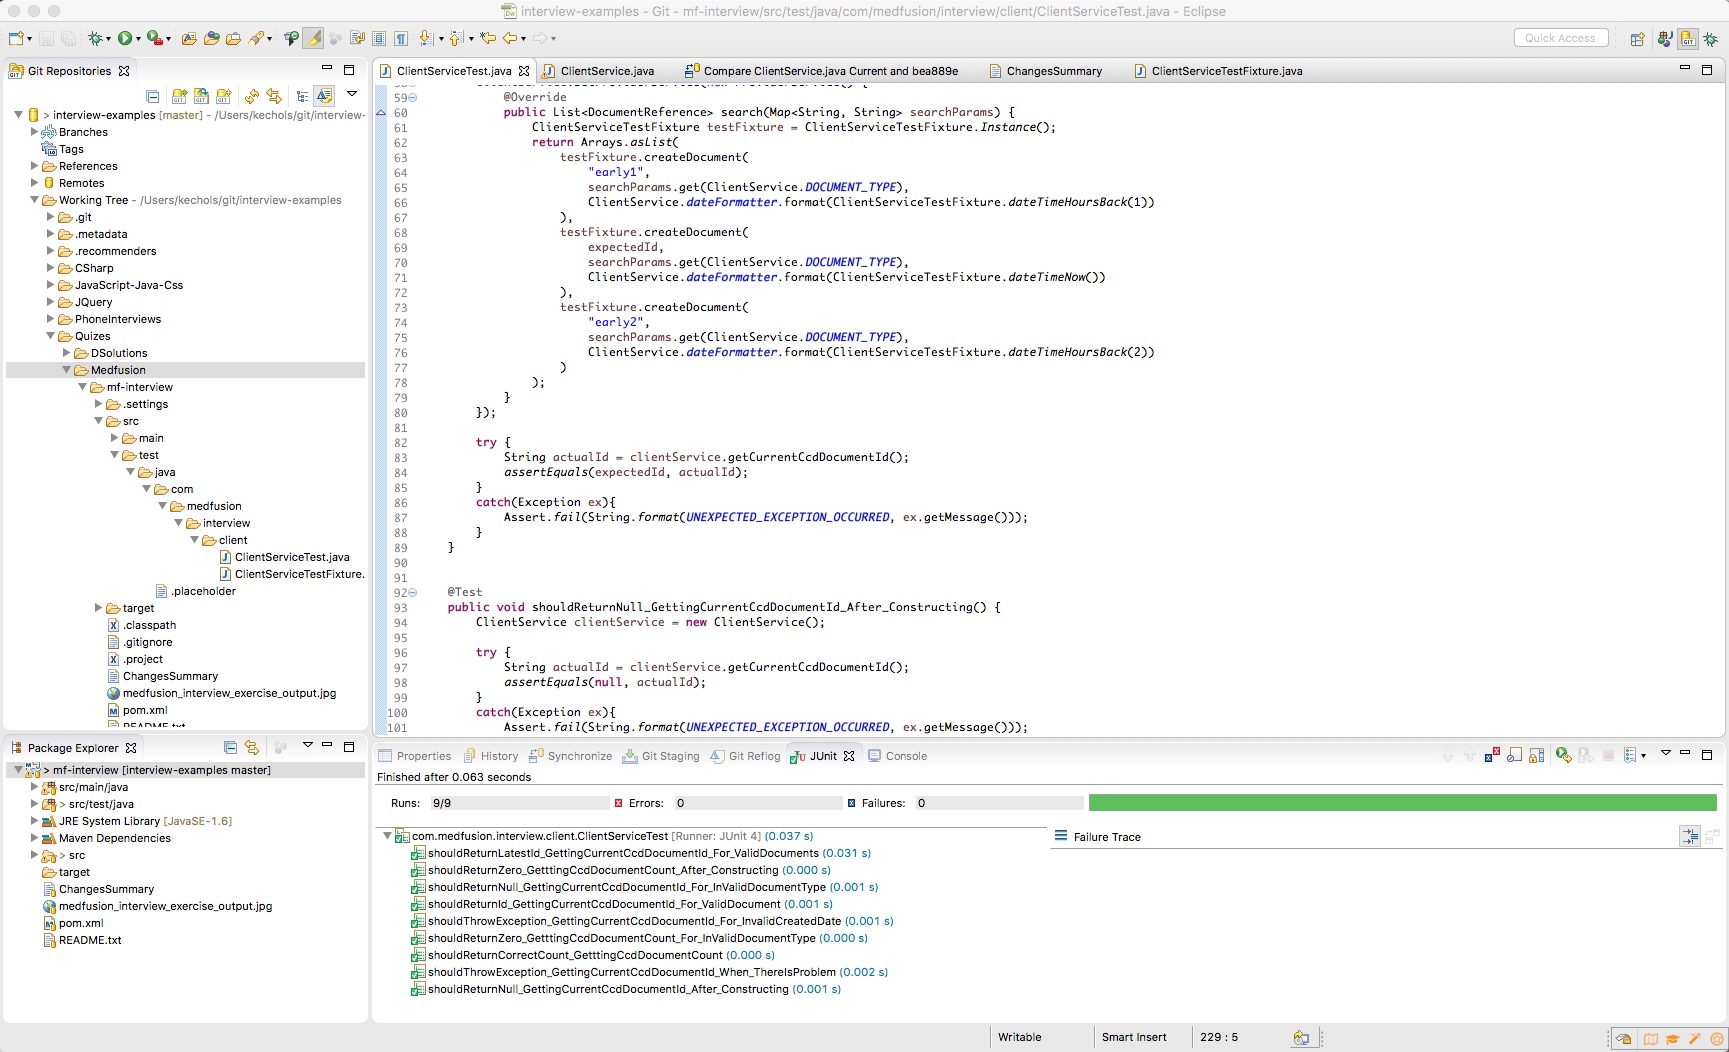 interview-examples - Git - mf-interview/src/test/java/com/medfusion/interview/client/ClientServiceTest.java - Eclipse
Quick Access
Git Repositories
> interview-examples [master] - /Users/kechols/git/interview-
Branches
Tags
References
Remotes
Working Tree - /Users/kechols/git/interview-examples
.git
.metadata
.recommenders
CSharp
JavaScript-Java-Css
JQuery
PhoneInterviews
Quizes
DSolutions
Medfusion
mf-interview
.settings
src
main
test
java
com
medfusion
interview
client
ClientServiceTest.java
ClientServiceTestFixture.
.placeholder
target
.classpath
.gitignore
.project
ChangesSummary
medfusion_interview_exercise_output.jpg
pom.xml
README.txt
Package Explorer
> mf-interview [interview-examples master]
src/main/java
> src/test/java
JRE System Library [JavaSE-1.6]
Maven Dependencies
> src
target
ChangesSummary
medfusion_interview_exercise_output.jpg
pom.xml
README.txt
ClientServiceTest.java
ClientService.java
Compare ClientService.java Current and bea889e
ChangesSummary
ClientServiceTestFixture.java
59 @Override
60 public List<DocumentReference> search(Map<String, String> searchParams) {
61 ClientServiceTestFixture testFixture = ClientServiceTestFixture.Instance();
62 return Arrays.asList(
63 testFixture.createDocument(
64 "early1",
65 searchParams.get(ClientService.DOCUMENT_TYPE),
66 ClientService.dateFormatter.format(ClientServiceTestFixture.dateTimeHoursBack(1))
67 ),
68 testFixture.createDocument(
69 expectedId,
70 searchParams.get(ClientService.DOCUMENT_TYPE),
71 ClientService.dateFormatter.format(ClientServiceTestFixture.dateTimeNow())
72 ),
73 testFixture.createDocument(
74 "early2",
75 searchParams.get(ClientService.DOCUMENT_TYPE),
76 ClientService.dateFormatter.format(ClientServiceTestFixture.dateTimeHoursBack(2))
77 )
78 );
79 }
80 });
81
82 try {
83 String actualId = clientService.getCurrentCcdDocumentId();
84 assertEquals(expectedId, actualId);
85 }
86 catch(Exception ex){
87 Assert.fail(String.format(UNEXPECTED_EXCEPTION_OCCURRED, ex.getMessage()));
88 }
89 }
90
91
92 @Test
93 public void shouldReturnNull_GettingCurrentCcdDocumentId_After_Constructing() {
94 ClientService clientService = new ClientService();
95
96 try {
97 String actualId = clientService.getCurrentCcdDocumentId();
98 assertEquals(null, actualId);
99 }
100 catch(Exception ex){
101 Assert.fail(String.format(UNEXPECTED_EXCEPTION_OCCURRED, ex.getMessage()));
Properties
History
Synchronize
Git Staging
Git Reflog
JUnit
Console
Finished after 0.063 seconds
Runs: 9/9
Errors: 0
Failures: 0
com.medfusion.interview.client.ClientServiceTest [Runner: JUnit 4] (0.037 s)
shouldReturnLatestId_GettingCurrentCcdDocumentId_For_ValidDocuments (0.031 s)
shouldReturnZero_GetttingCcdDocumentCount_After_Constructing (0.000 s)
shouldReturnNull_GettingCurrentCcdDocumentId_For_InValidDocumentType (0.001 s)
shouldReturnId_GettingCurrentCcdDocumentId_For_ValidDocument (0.001 s)
shouldThrowException_GettingCurrentCcdDocumentId_For_InvalidCreatedDate (0.001 s)
shouldReturnZero_GetttingCcdDocumentCount_For_InValidDocumentType (0.000 s)
shouldReturnCorrectCount_GetttingCcdDocumentCount (0.000 s)
shouldThrowException_GettingCurrentCcdDocumentId_When_ThereIsProblem (0.002 s)
shouldReturnNull_GettingCurrentCcdDocumentId_After_Constructing (0.001 s)
Failure Trace
Writable
Smart Insert
229 : 5